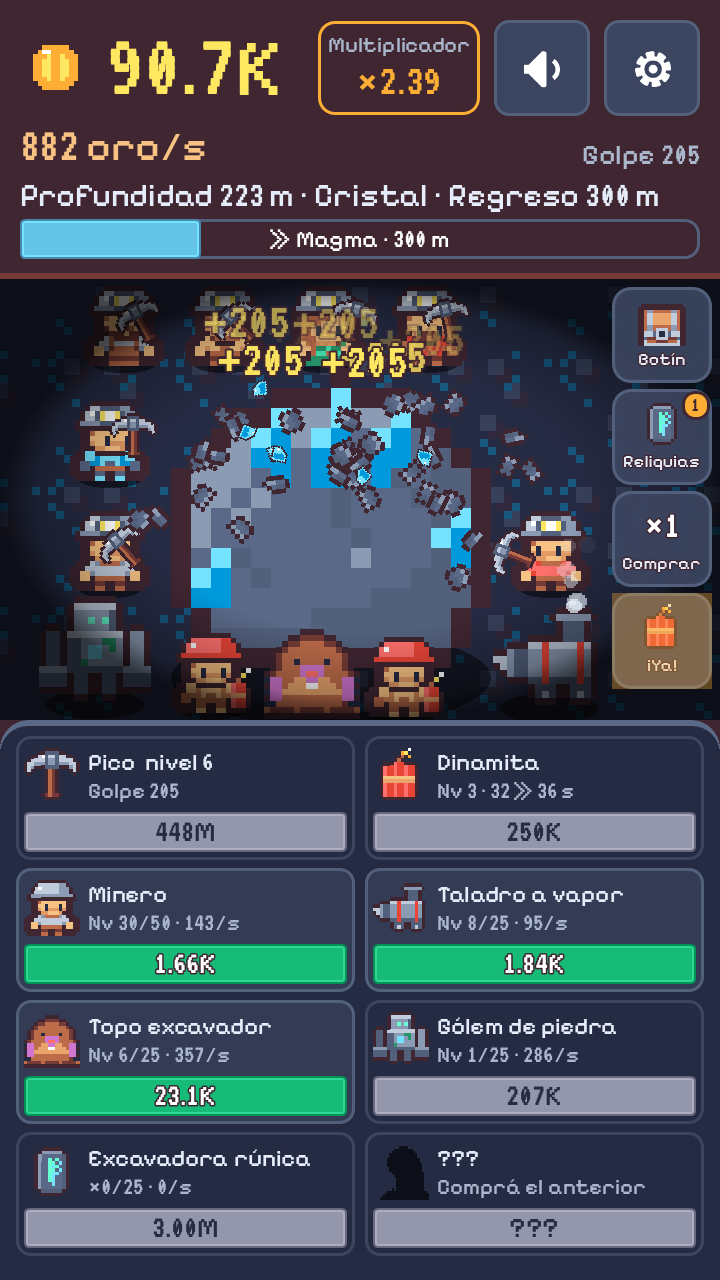 90.7K
Multiplicador
×2.39
882 oro/s
Golpe 205
Profundidad 223 m · Cristal · Regreso 300 m
Magma · 300 m
+205 +205
+205 +205
Botín
1
Reliquias
×1
Comprar
¡Ya!
Pico nivel 6
Golpe 205
448M
Dinamita
Nv 3 · 32 » 36 s
250K
Minero
Nv 30/50 · 143/s
1.66K
Taladro a vapor
Nv 8/25 · 95/s
1.84K
Topo excavador
Nv 6/25 · 357/s
23.1K
Gólem de piedra
Nv 1/25 · 286/s
207K
Excavadora rúnica
×0/25 · 0/s
3.00M
???
Comprá el anterior
???